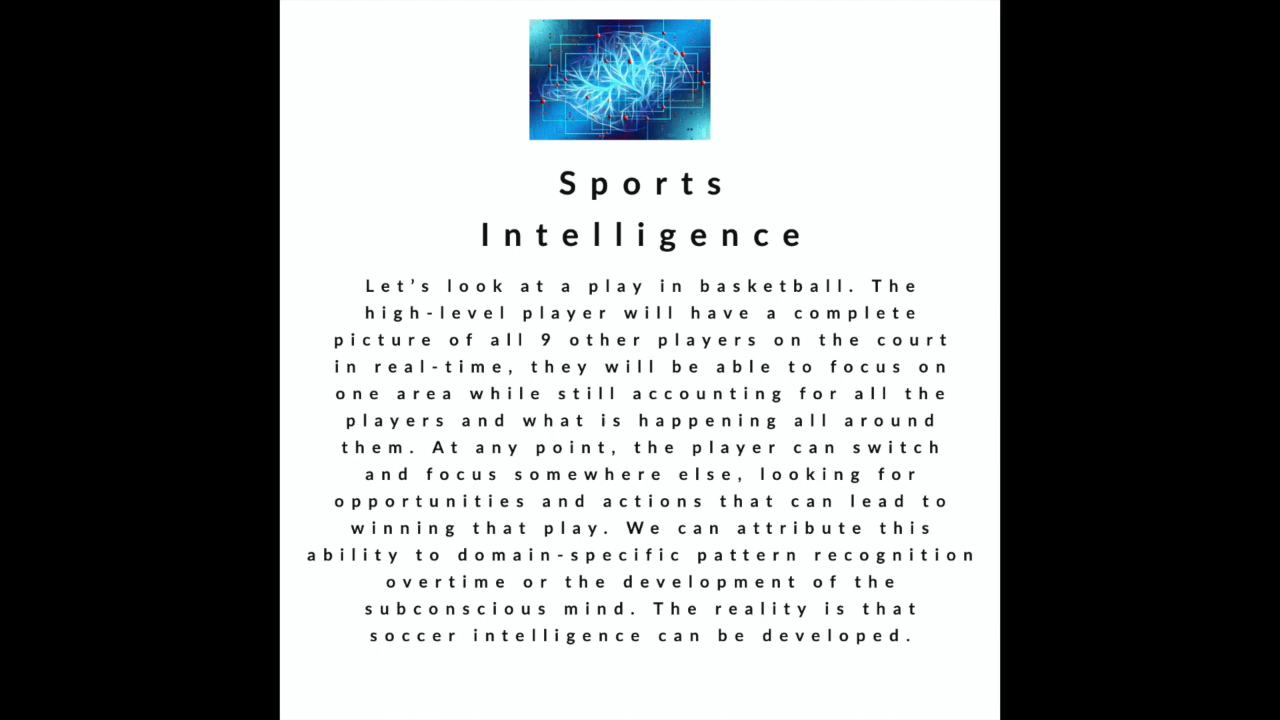 Sports
Intelligence
Let’s look at a play in basketball. The
high-level player will have a complete
picture of all 9 other players on the court
in real-time, they will be able to focus on
one area while still accounting for all the
players and what is happening all around
them. At any point, the player can switch
and focus somewhere else, looking for
opportunities and actions that can lead to
winning that play. We can attribute this
ability to domain-specific pattern recognition
overtime or the development of the
subconscious mind. The reality is that
soccer intelligence can be developed.